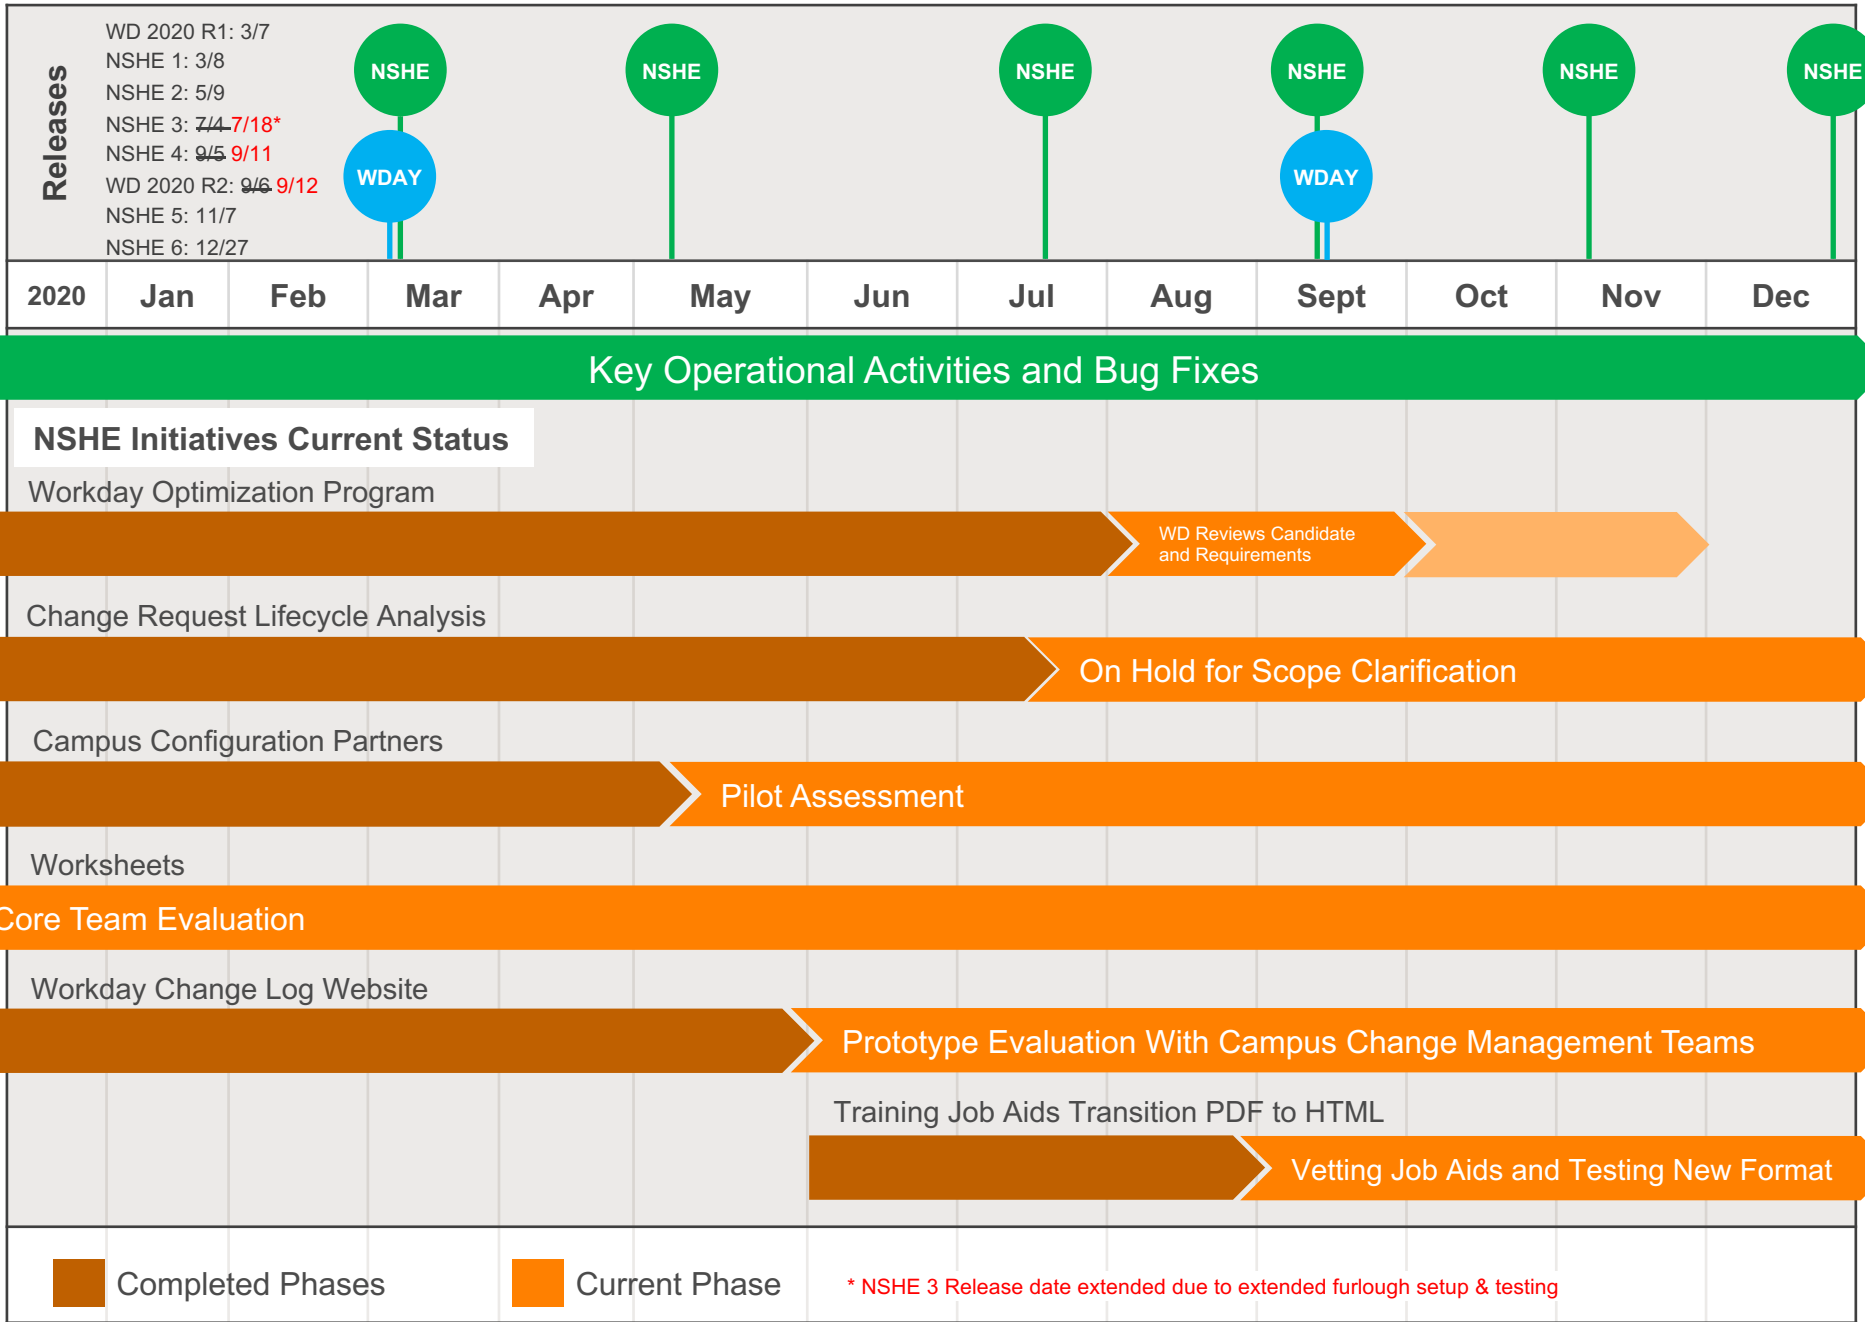 Releases
WD 2020 R1: 3/7
NSHE 1: 3/8
NSHE 2: 5/9
NSHE 3: 7/4 7/18*
NSHE 4: 9/5 9/11
WD 2020 R2: 9/6 9/12
NSHE 5: 11/7
NSHE 6: 12/27
NSHE NSHE NSHE NSHE NSHE NSHE
WDAY WDAY
2020 Jan Feb Mar Apr May Jun Jul Aug Sept Oct Nov Dec
Key Operational Activities and Bug Fixes
NSHE Initiatives Current Status
Workday Optimization Program
WD Reviews Candidate
and Requirements
Change Request Lifecycle Analysis
On Hold for Scope Clarification
Campus Configuration Partners
Pilot Assessment
Worksheets
Core Team Evaluation
Workday Change Log Website
Prototype Evaluation With Campus Change Management Teams
Training Job Aids Transition PDF to HTML
Vetting Job Aids and Testing New Format
Completed Phases
Current Phase
* NSHE 3 Release date extended due to extended furlough setup & testing